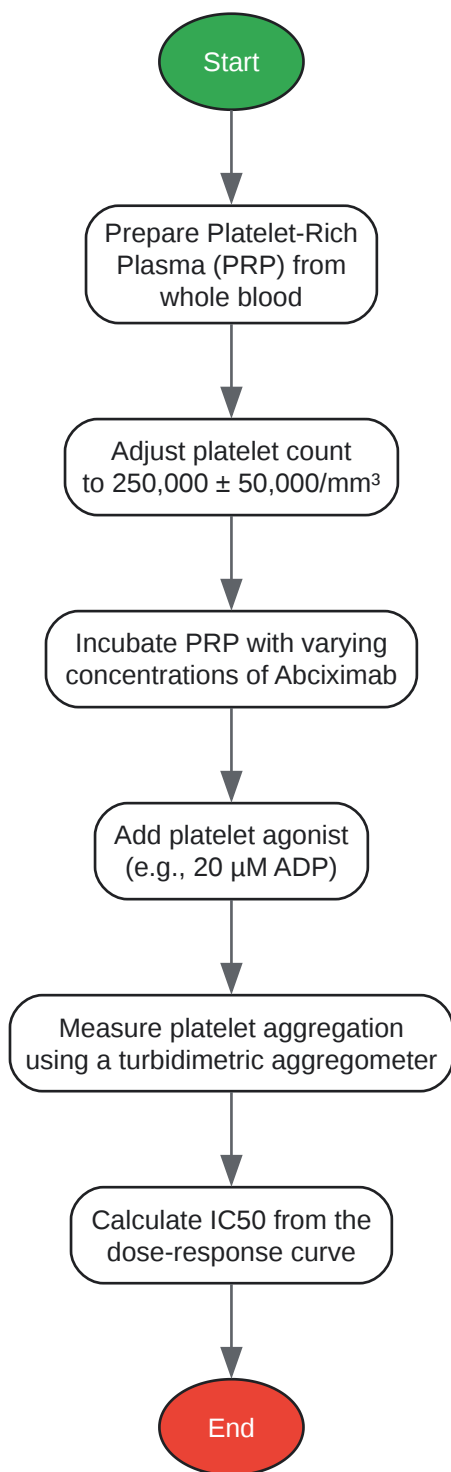 Start
Prepare Platelet-Rich
Plasma (PRP) from
whole blood
Adjust platelet count
to 250,000 ± 50,000/mm³
Incubate PRP with varying
concentrations of Abciximab
Add platelet agonist
(e.g., 20 µM ADP)
Measure platelet aggregation
using a turbidimetric aggregometer
Calculate IC50 from the
dose-response curve
End